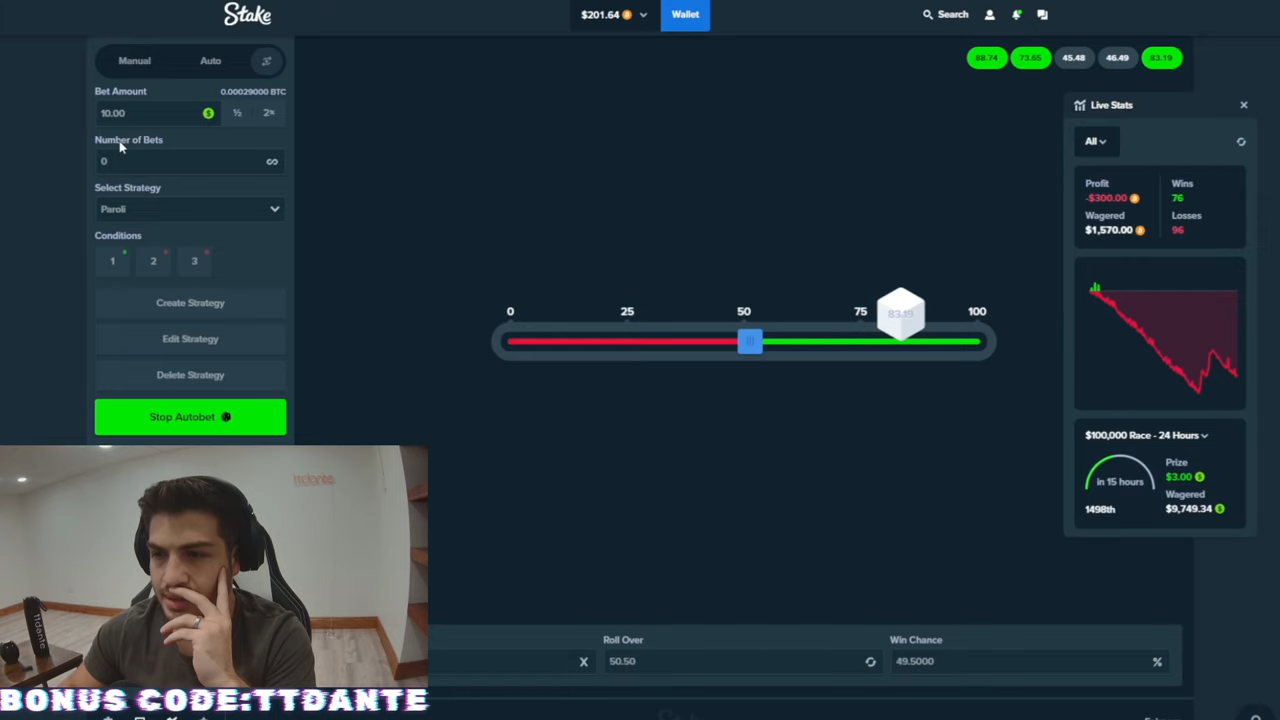 Stake
$201.64
Wallet
Search
Manual
Auto
88.74
73.65
45.48
46.49
83.19
Bet Amount
0.00029000 BTC
10.00
½
2×
Number of Bets
0
Select Strategy
Paroli
Conditions
1
2
3
Create Strategy
Edit Strategy
Delete Strategy
Stop Autobet
0
25
50
75
100
83.19
Live Stats
All
Profit
-$300.00
Wins
76
Wagered
$1,570.00
Losses
96
$100,000 Race - 24 Hours
in 15 hours
Prize
$3.00
Wagered
$9,749.34
1498th
ttdante
ttdante
Roll Over
50.50
Win Chance
49.5000
%
BONUS CODE:TTDANTE